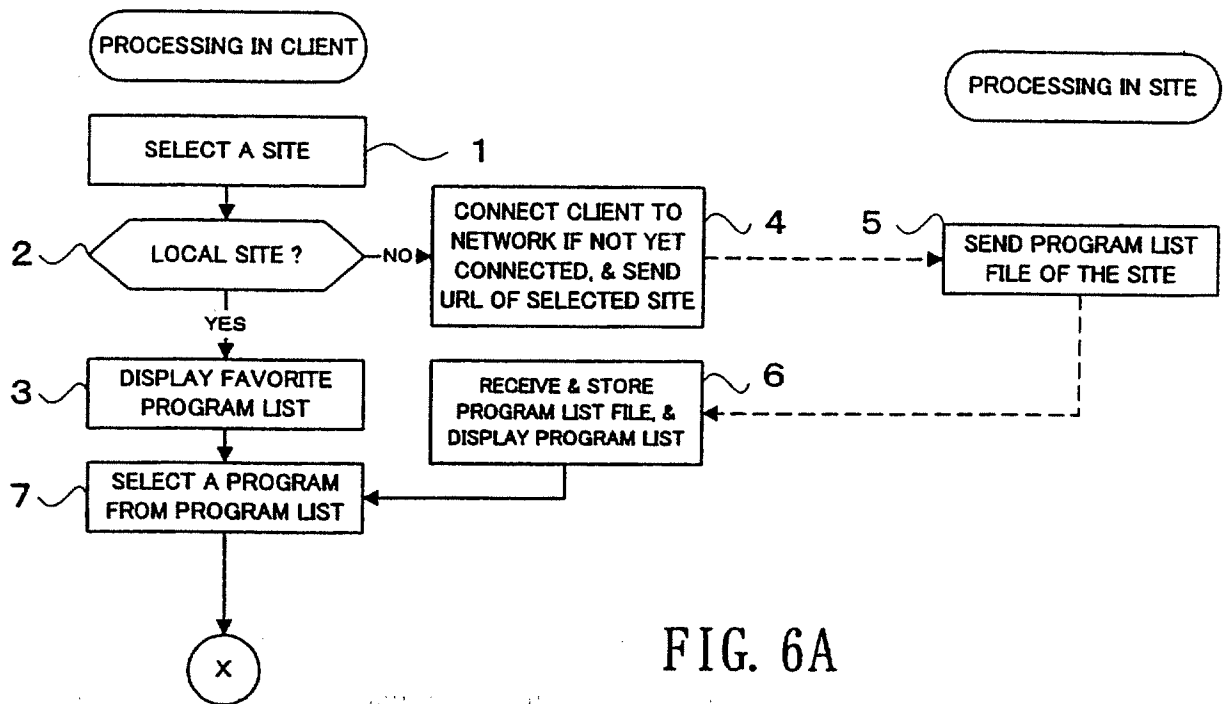 PROCESSING IN CLIENT
PROCESSING IN SITE
SELECT A SITE
1
2
LOCAL SITE ?
NO
CONNECT CLIENT TO
NETWORK IF NOT YET
CONNECTED, & SEND
URL OF SELECTED SITE
4
5
SEND PROGRAM LIST
FILE OF THE SITE
YES
3
DISPLAY FAVORITE
PROGRAM LIST
RECEIVE & STORE
PROGRAM LIST FILE, &
DISPLAY PROGRAM LIST
6
7
SELECT A PROGRAM
FROM PROGRAM LIST
X
FIG. 6A